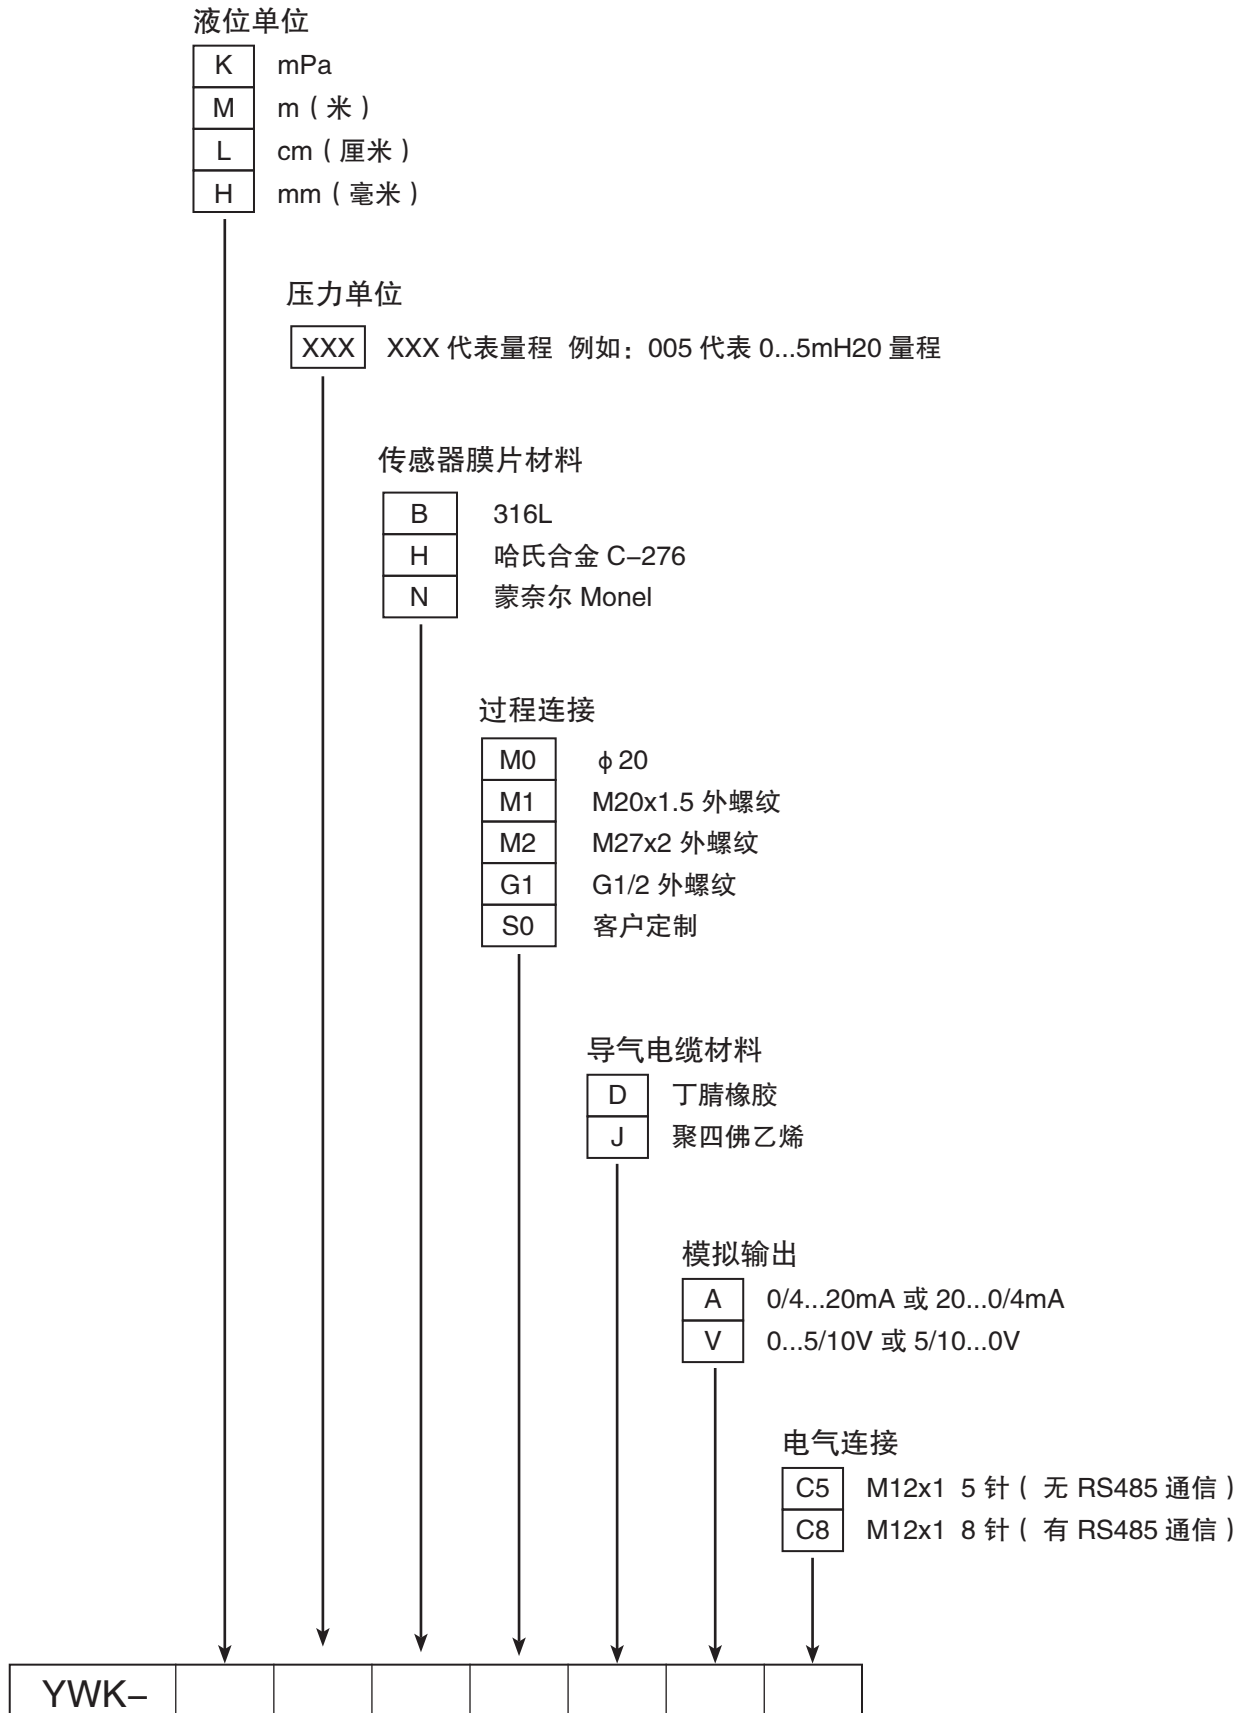 液位单位
K mPa
M m（米）
L cm（厘米）
H mm（毫米）
压力单位
XXX XXX 代表量程 例如：005 代表 0...5mH20 量程
传感器膜片材料
B 316L
H 哈氏合金 C–276
N 蒙奈尔 Monel
过程连接
M0 ϕ20
M1 M20x1.5 外螺纹
M2 M27x2 外螺纹
G1 G1/2 外螺纹
S0 客户定制
导气电缆材料
D 丁腈橡胶
J 聚四佛乙烯
模拟输出
A 0/4...20mA 或 20...0/4mA
V 0...5/10V 或 5/10...0V
电气连接
C5 M12x1 5 针（ 无 RS485 通信）
C8 M12x1 8 针（ 有 RS485 通信）
YWK–